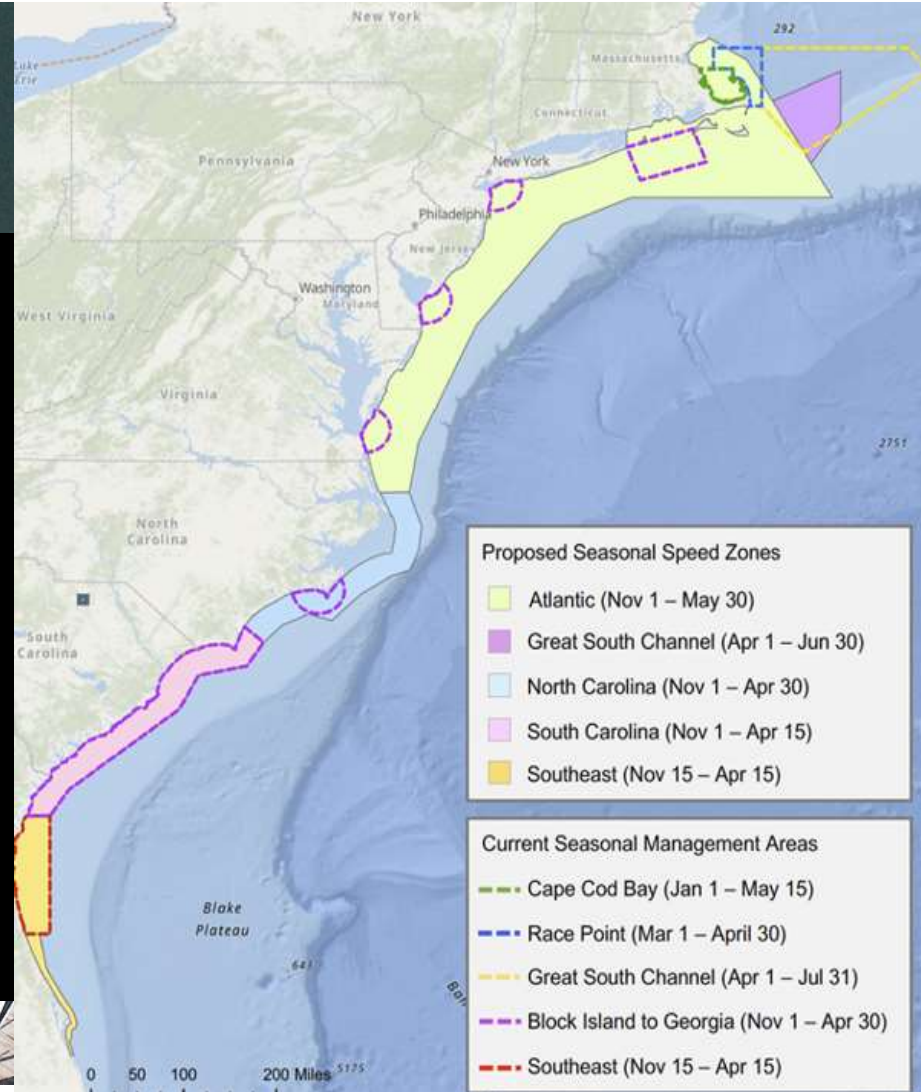 New York
292
Lake
Erie
Massachusetts
Connecticut
Pennsylvania
New York
Philadelphia
New Jersey
Washington
Maryland
West Virginia
Virginia
2751
North
Carolina
South
Carolina
Proposed Seasonal Speed Zones
Atlantic (Nov 1 – May 30)
Great South Channel (Apr 1 – Jun 30)
North Carolina (Nov 1 – Apr 30)
South Carolina (Nov 1 – Apr 15)
Southeast (Nov 15 – Apr 15)
Current Seasonal Management Areas
Cape Cod Bay (Jan 1 – May 15)
Race Point (Mar 1 – April 30)
Great South Channel (Apr 1 – Jul 31)
Block Island to Georgia (Nov 1 – Apr 30)
Southeast (Nov 15 – Apr 15)
Blake
Plateau
0 50 100 200 Miles
5175